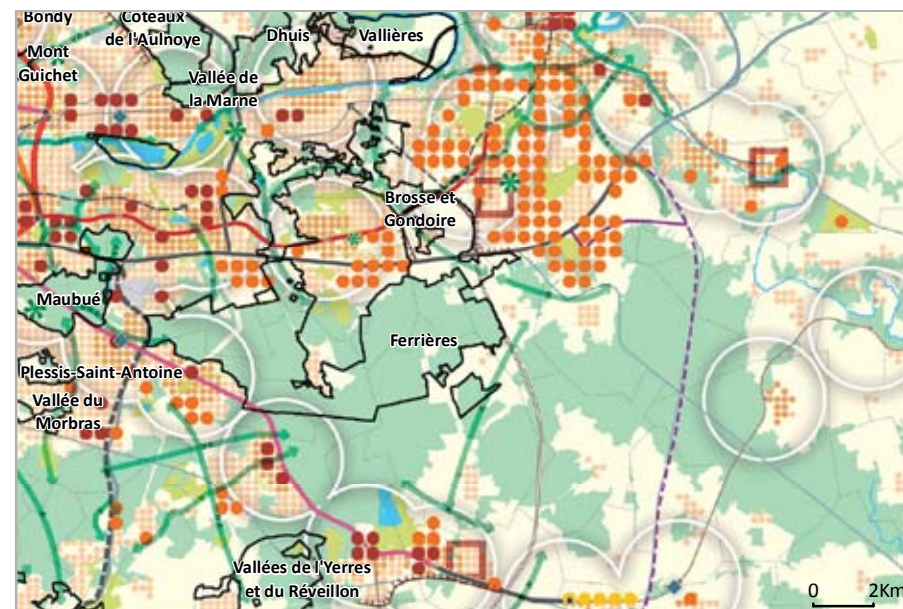 Bondy
Coteaux
de l'Aulnoye
Dhuis
Vallières
Mont
Guichet
Vallée de
la Marne
Brosse et
Gondoire
Maubué
Ferrières
Plessis-Saint-Antoine
Vallée du
Morbras
Vallées de l'Yerres
et du Réveillon
0 2Km